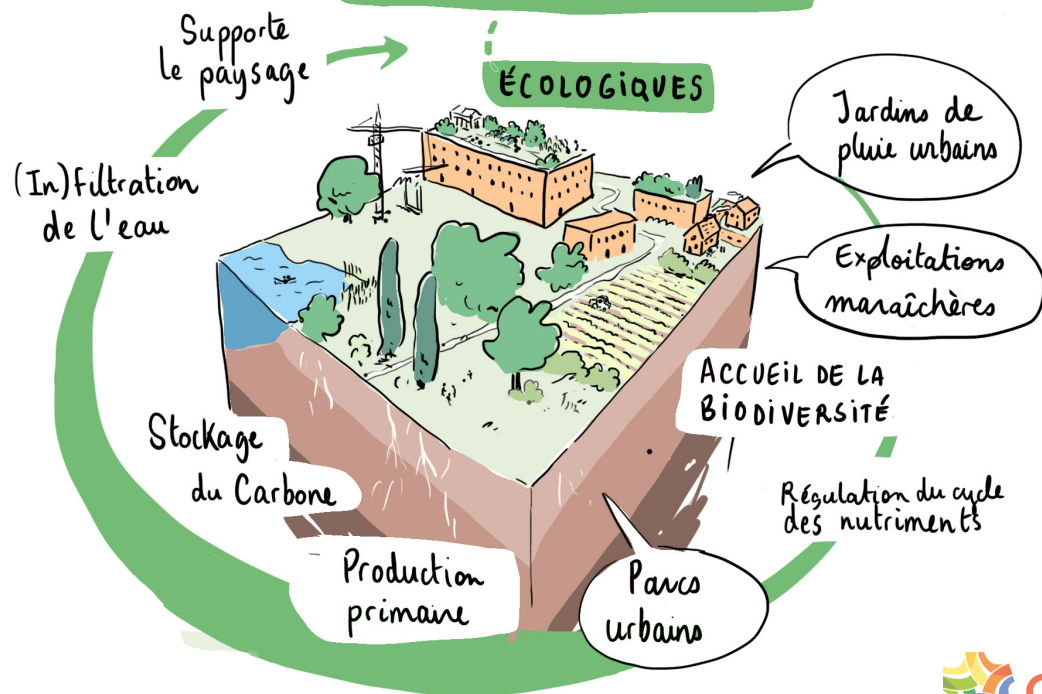 Supporte
le paysage
ÉCOLOGIQUES
Jardins de
pluie urbains
(In)filtration
de l'eau
Exploitations
maraîchères
ACCUEIL DE LA
BIODIVERSITÉ
Stockage
du Carbone
Régulation du cycle
des nutriments
Production
primaire
Parcs
urbains